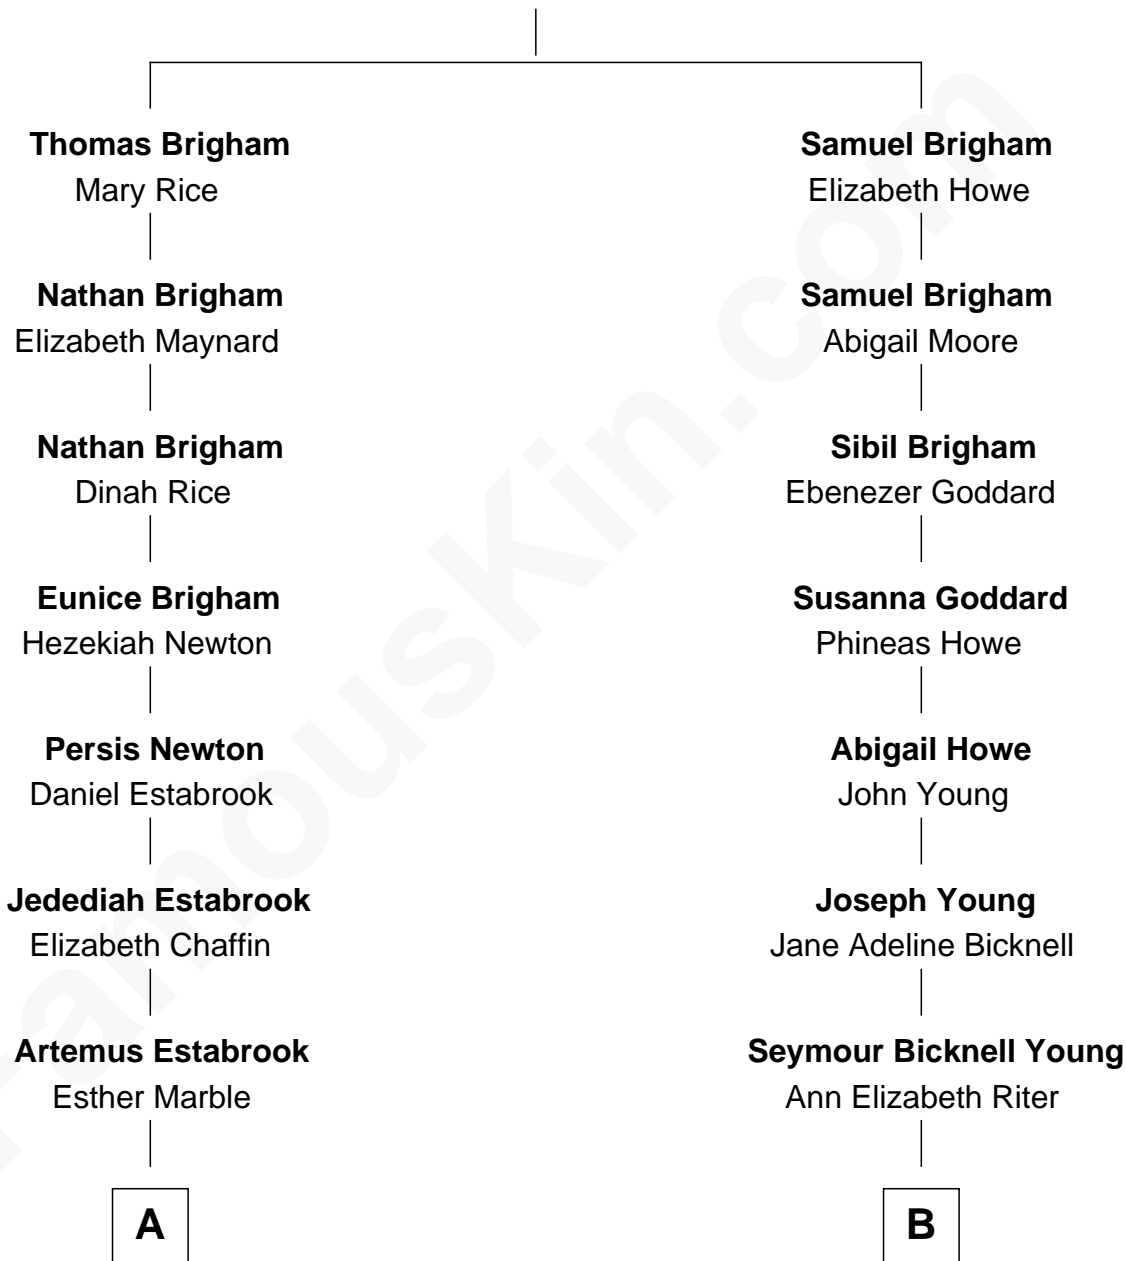 Thomas Brigham
Mary Rice
Samuel Brigham
Elizabeth Howe
Nathan Brigham
Elizabeth Maynard
Samuel Brigham
Abigail Moore
Nathan Brigham
Dinah Rice
Sibil Brigham
Ebenezer Goddard
Eunice Brigham
Hezekiah Newton
Susanna Goddard
Phineas Howe
Persis Newton
Daniel Estabrook
Abigail Howe
John Young
Jedediah Estabrook
Elizabeth Chaffin
Joseph Young
Jane Adeline Bicknell
Artemus Estabrook
Esther Marble
Seymour Bicknell Young
Ann Elizabeth Riter
A
B
FamousKin.com